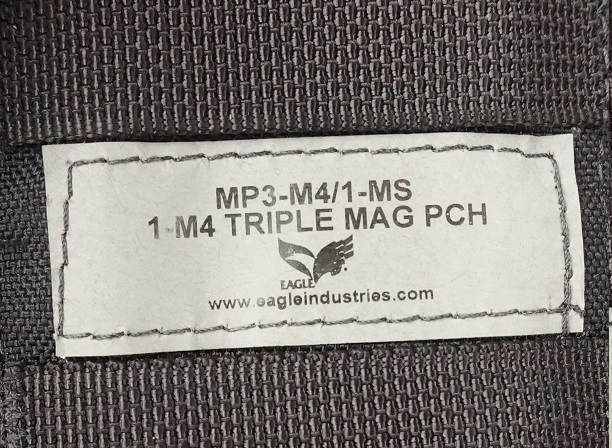 MP3-M4/1-MS
1-M4 TRIPLE MAG PCH
EAGLE
www.eagleindustries.com